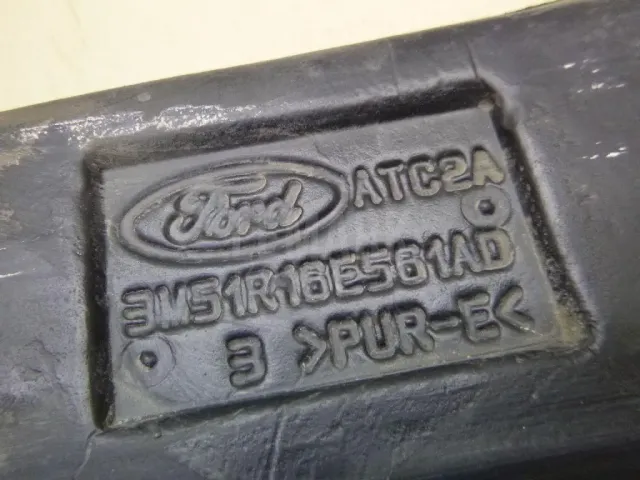 Ford ATC2A
3M51R16E561AD
3 >PUR-E<